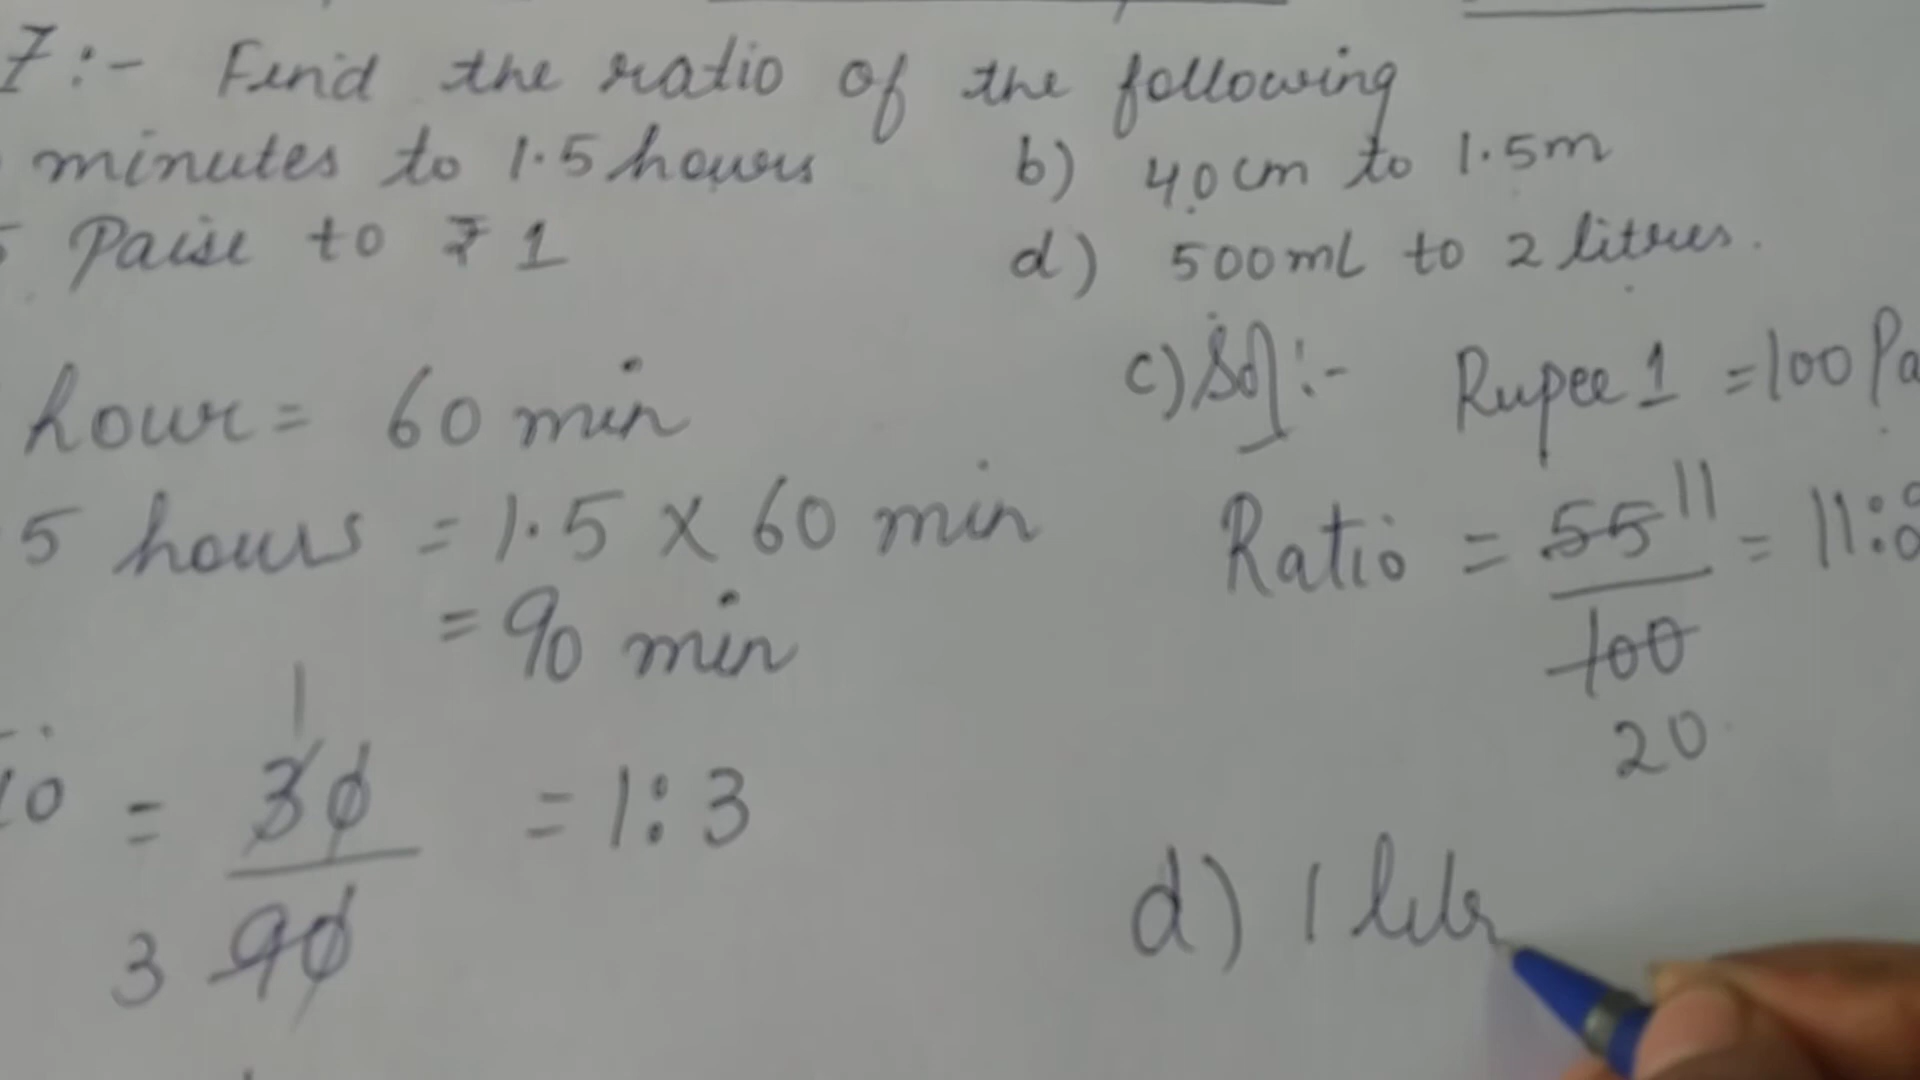 7:- Find the ratio of the following
minutes to 1.5 hours b) 40cm to 1.5m
5 Paise to ₹ 1 d) 500ml to 2 litres.
hour = 60 min
5 hours = 1.5 x 60 min
= 90 min
1
= 30 = 1:3
3 90
c) Sol:- Rupee 1 = 100 Pa
Ratio = 55 11 = 11:
100
20
d) 1 litr